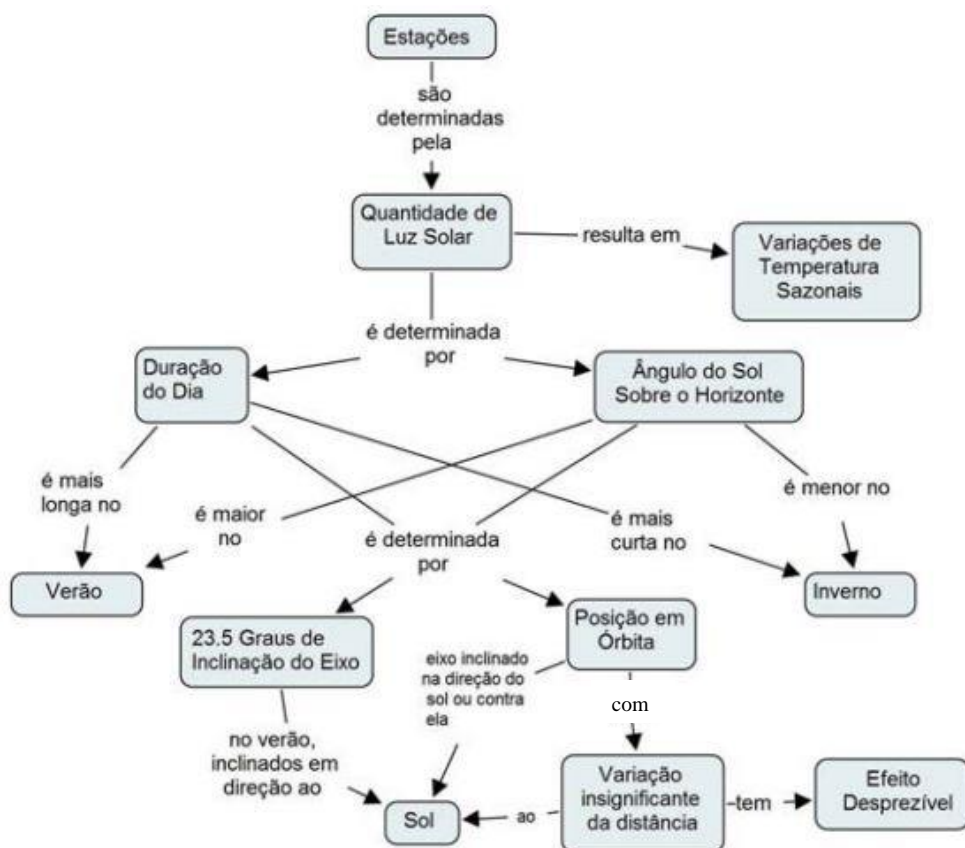 Estações
são
determinadas
pela
Quantidade de
Luz Solar
resulta em
Variações de
Temperatura
Sazonais
é determinada
por
Duração
do Dia
Ângulo do Sol
Sobre o Horizonte
é mais
longa no
é maior
no
é determinada
por
é mais
curta no
é menor no
Verão
Inverno
23.5 Graus de
Inclinação do Eixo
Posição em
Órbita
eixo inclinado
na direção do
sol ou contra
ela
com
no verão,
inclinados em
direção ao
Sol
ao
Variação
insignificante
da distância
tem
Efeito
Desprezível